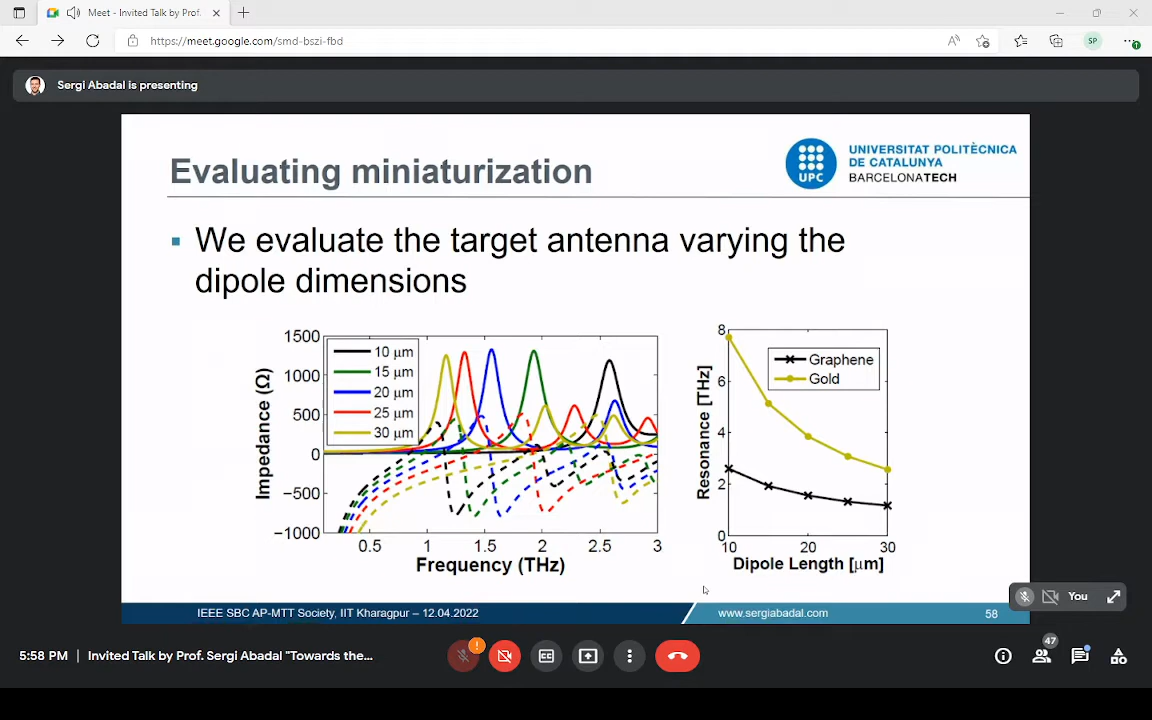 Meet - Invited Talk by Prof.
https://meet.google.com/smd-bszi-fbd
SP
Sergi Abadal is presenting
Evaluating miniaturization
UPC
UNIVERSITAT POLITÈCNICA
DE CATALUNYA
BARCELONATECH
We evaluate the target antenna varying the
dipole dimensions
Impedance (Ω)
1500
1000
500
0
−500
−1000
10 μm
15 μm
20 μm
25 μm
30 μm
0.5 1 1.5 2 2.5 3
Frequency (THz)
Resonance [THz]
8
6
4
2
0
Graphene
Gold
10 20 30
Dipole Length [μm]
IEEE SBC AP-MTT Society, IIT Kharagpur – 12.04.2022
www.sergiabadal.com
58
You
5:58 PM | Invited Talk by Prof. Sergi Abadal "Towards the...
CC
47